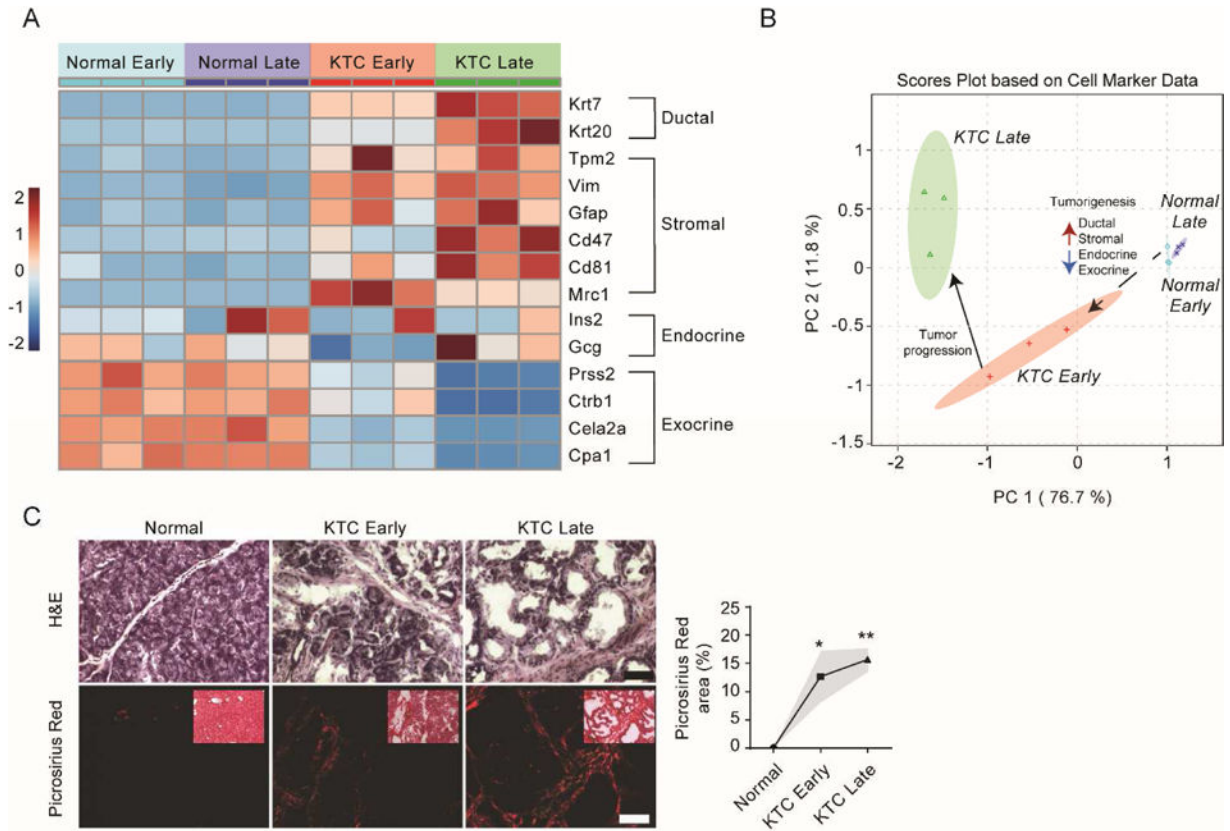 A
Normal Early
Normal Late
KTC Early
KTC Late
2
1
0
-1
-2
Krt7
Krt20
Tpm2
Vim
Gfap
Cd47
Cd81
Mrc1
Ins2
Gcg
Prss2
Ctrb1
Cela2a
Cpa1
Ductal
Stromal
Endocrine
Exocrine
B
Scores Plot based on Cell Marker Data
KTC Late
Tumorigenesis
Ductal
Stromal
Endocrine
Exocrine
Normal
Late
Normal
Early
Tumor
progression
KTC Early
PC 2 ( 11.8 %)
1
0.5
0
-0.5
-1
-1.5
-2
-1
0
1
PC 1 ( 76.7 %)
C
Normal
KTC Early
KTC Late
H&E
Picrosirius Red
Picrosirius Red
area (%)
25
20
15
10
5
0
*
**
Normal
KTC Early
KTC Late